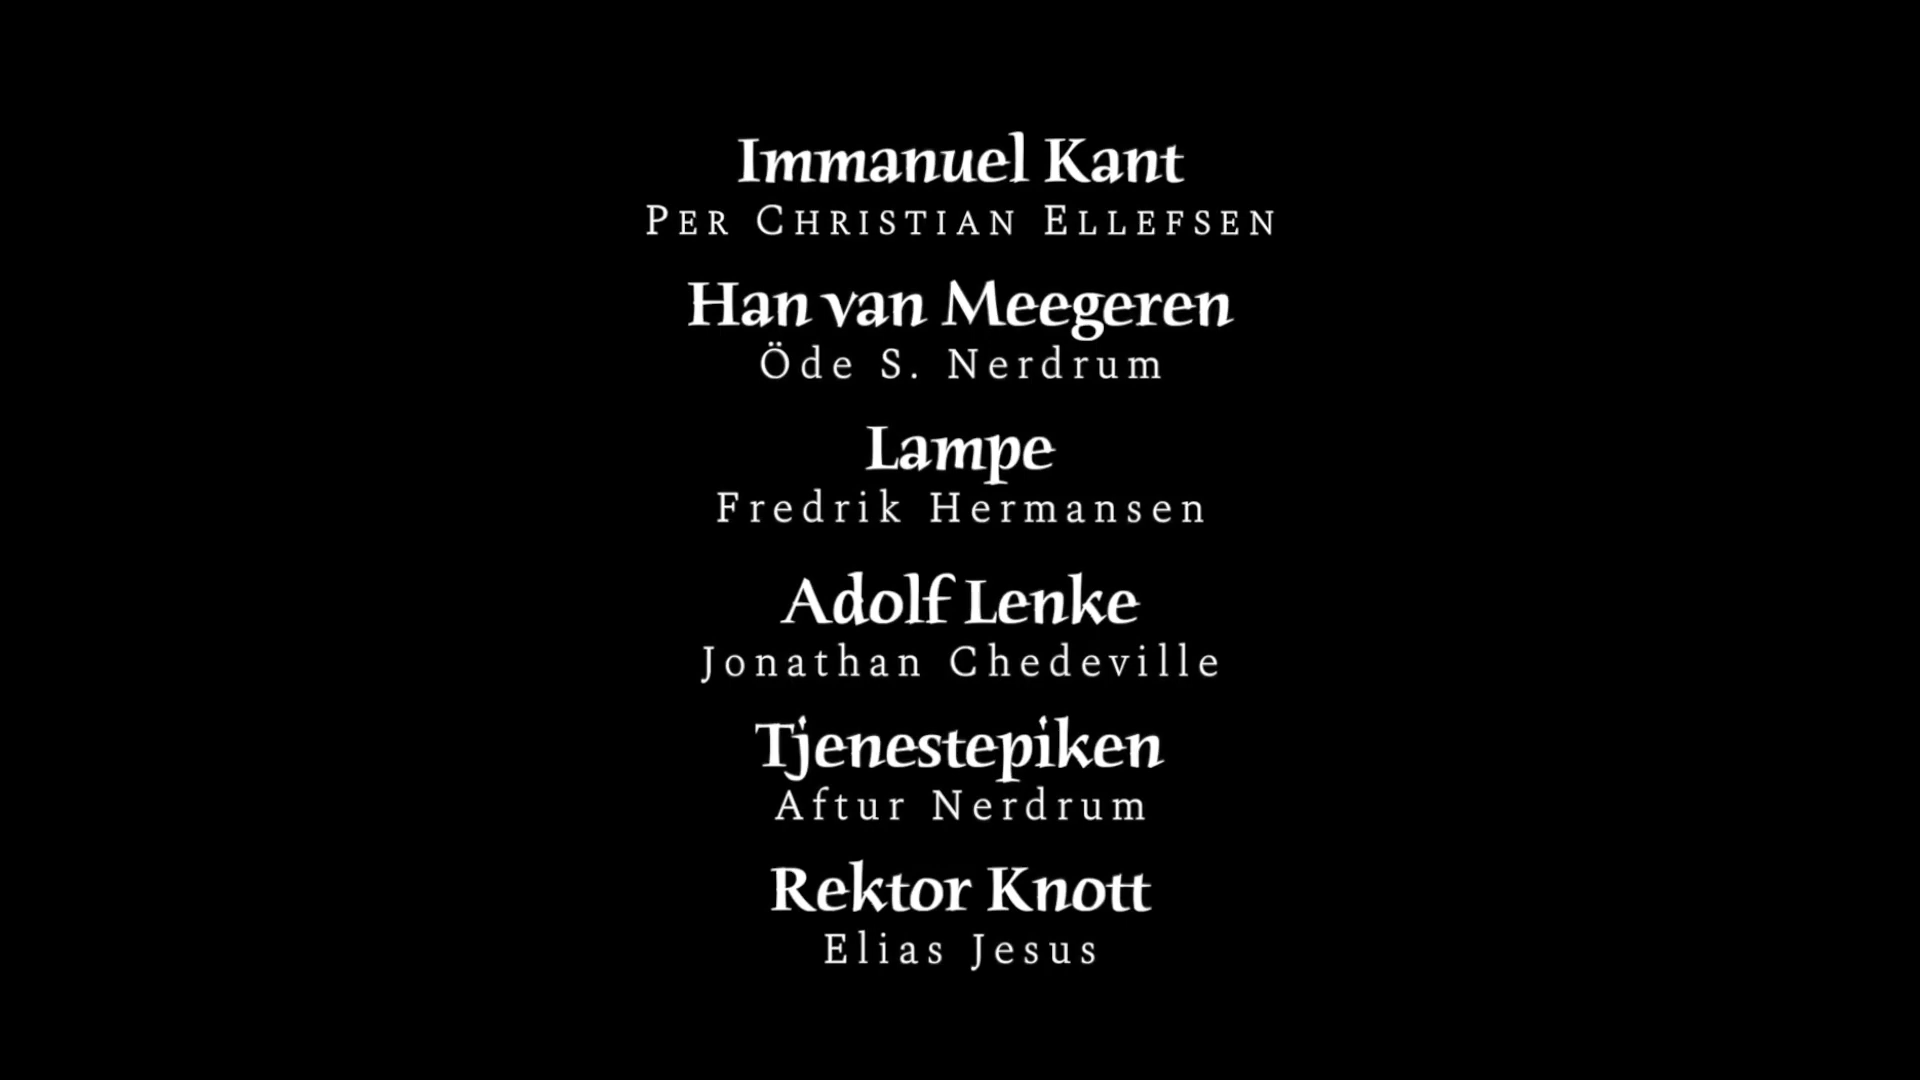 Immanuel Kant
PER CHRISTIAN ELLEFSEN
Han van Meegeren
Öde S. Nerdrum
Lampe
Fredrik Hermansen
Adolf Lenke
Jonathan Chedeville
Tjenestepiken
Aftur Nerdrum
Rektor Knott
Elias Jesus